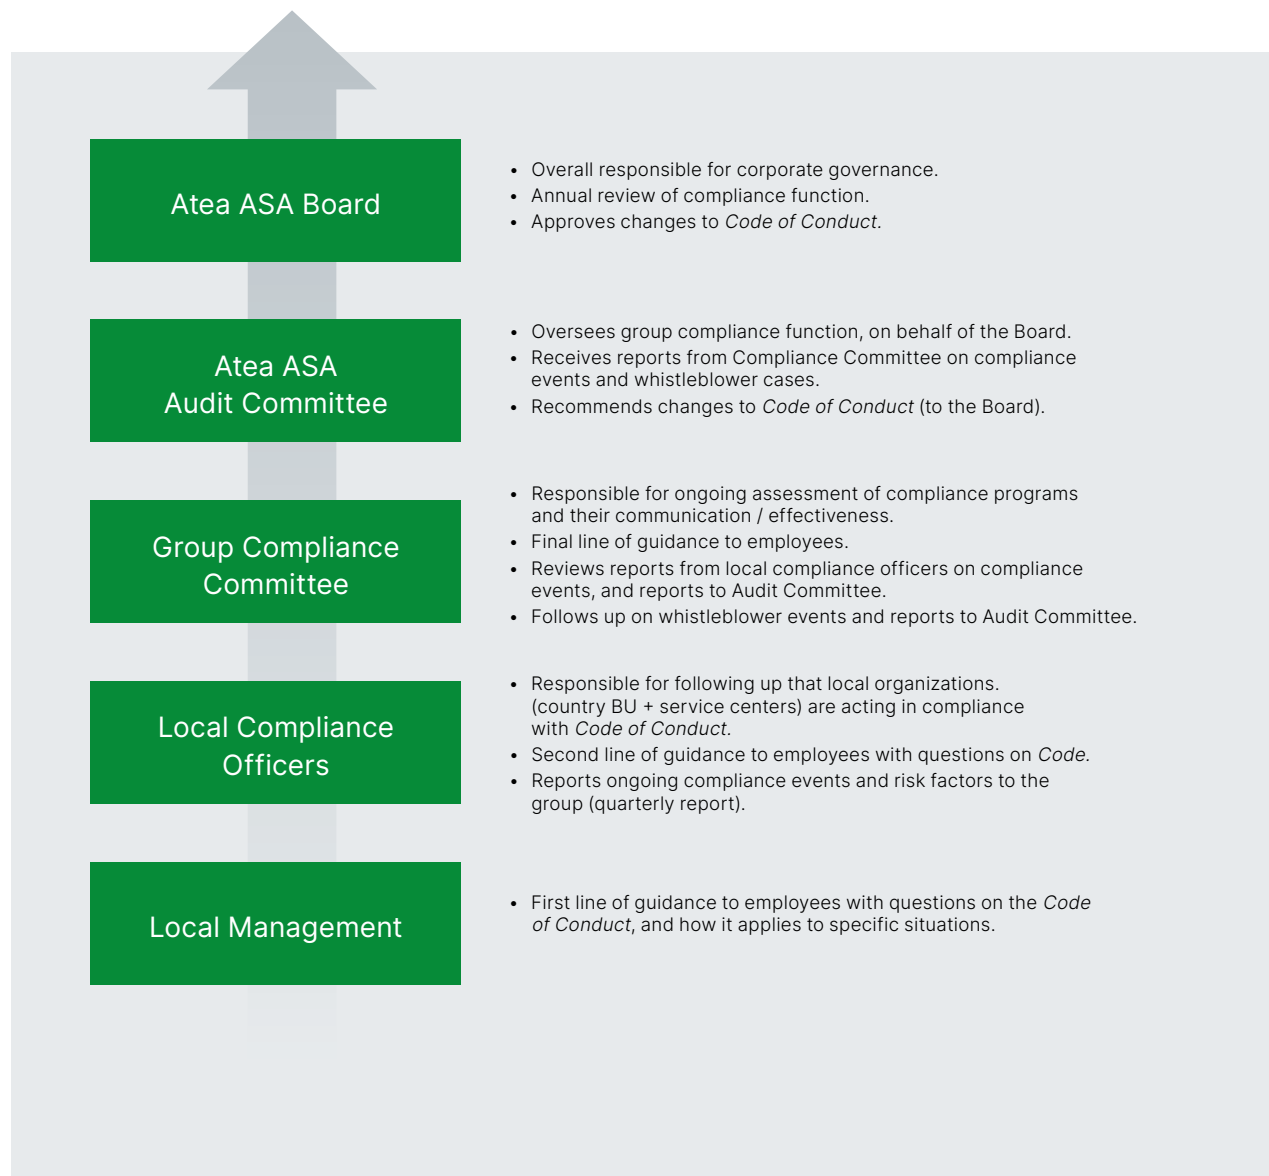 Atea ASA Board
• Overall responsible for corporate governance.
• Annual review of compliance function.
• Approves changes to Code of Conduct.
Atea ASA
Audit Committee
• Oversees group compliance function, on behalf of the Board.
• Receives reports from Compliance Committee on compliance
events and whistleblower cases.
• Recommends changes to Code of Conduct (to the Board).
Group Compliance
Committee
• Responsible for ongoing assessment of compliance programs
and their communication / effectiveness.
• Final line of guidance to employees.
• Reviews reports from local compliance officers on compliance
events, and reports to Audit Committee.
• Follows up on whistleblower events and reports to Audit Committee.
Local Compliance
Officers
• Responsible for following up that local organizations.
(country BU + service centers) are acting in compliance
with Code of Conduct.
• Second line of guidance to employees with questions on Code.
• Reports ongoing compliance events and risk factors to the
group (quarterly report).
Local Management
• First line of guidance to employees with questions on the Code
of Conduct, and how it applies to specific situations.